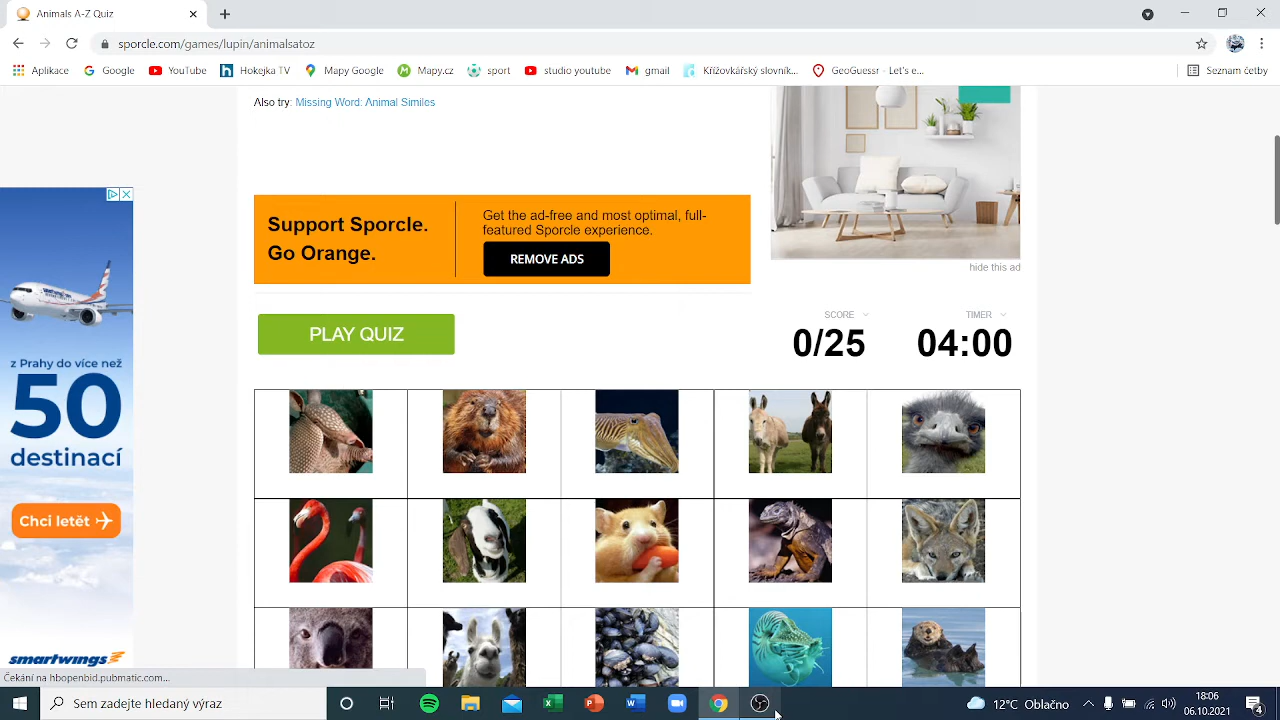 Animals A-Z
sporcle.com/games/lupin/animalsatoz
Aplikace
Google
YouTube
Hokejka TV
Mapy Google
Mapy.cz
sport
studio youtube
gmail
Křížovkářský slovník...
GeoGuessr - Let's e...
Seznam četby
Also try: Missing Word: Animal Similes
Support Sporcle.
Go Orange.
Get the ad-free and most optimal, full-
featured Sporcle experience.
REMOVE ADS
hide this ad
PLAY QUIZ
SCORE
0/25
TIMER
04:00
z Prahy do více než
50
destinací
Chci letět
smartwings
Čekání na hbopenbid.pubmatic.com...
Sem zadejte hledaný výraz
12°C Oblačno
18:06
06.10.2021